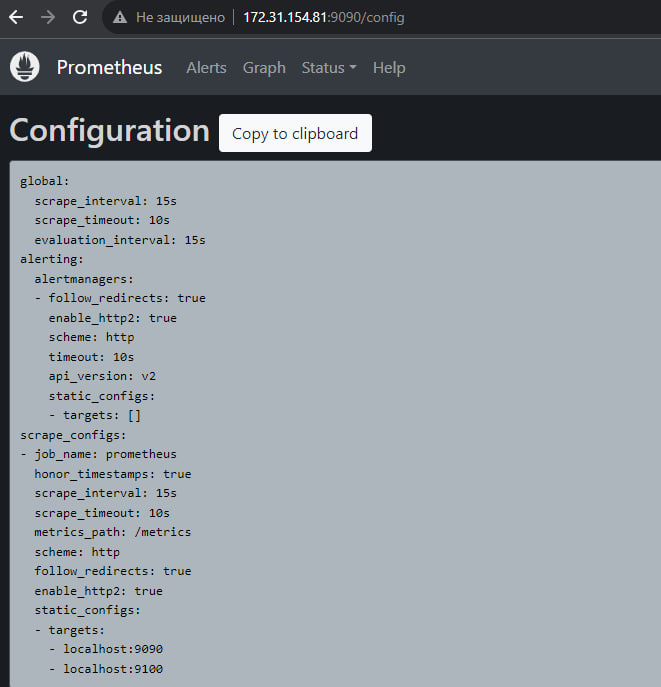 Не защищено 172.31.154.81:9090/config
Prometheus Alerts Graph Status Help
Configuration Copy to clipboard
global:
  scrape_interval: 15s
  scrape_timeout: 10s
  evaluation_interval: 15s
alerting:
  alertmanagers:
  - follow_redirects: true
    enable_http2: true
    scheme: http
    timeout: 10s
    api_version: v2
    static_configs:
    - targets: []
scrape_configs:
- job_name: prometheus
  honor_timestamps: true
  scrape_interval: 15s
  scrape_timeout: 10s
  metrics_path: /metrics
  scheme: http
  follow_redirects: true
  enable_http2: true
  static_configs:
  - targets:
    - localhost:9090
    - localhost:9100